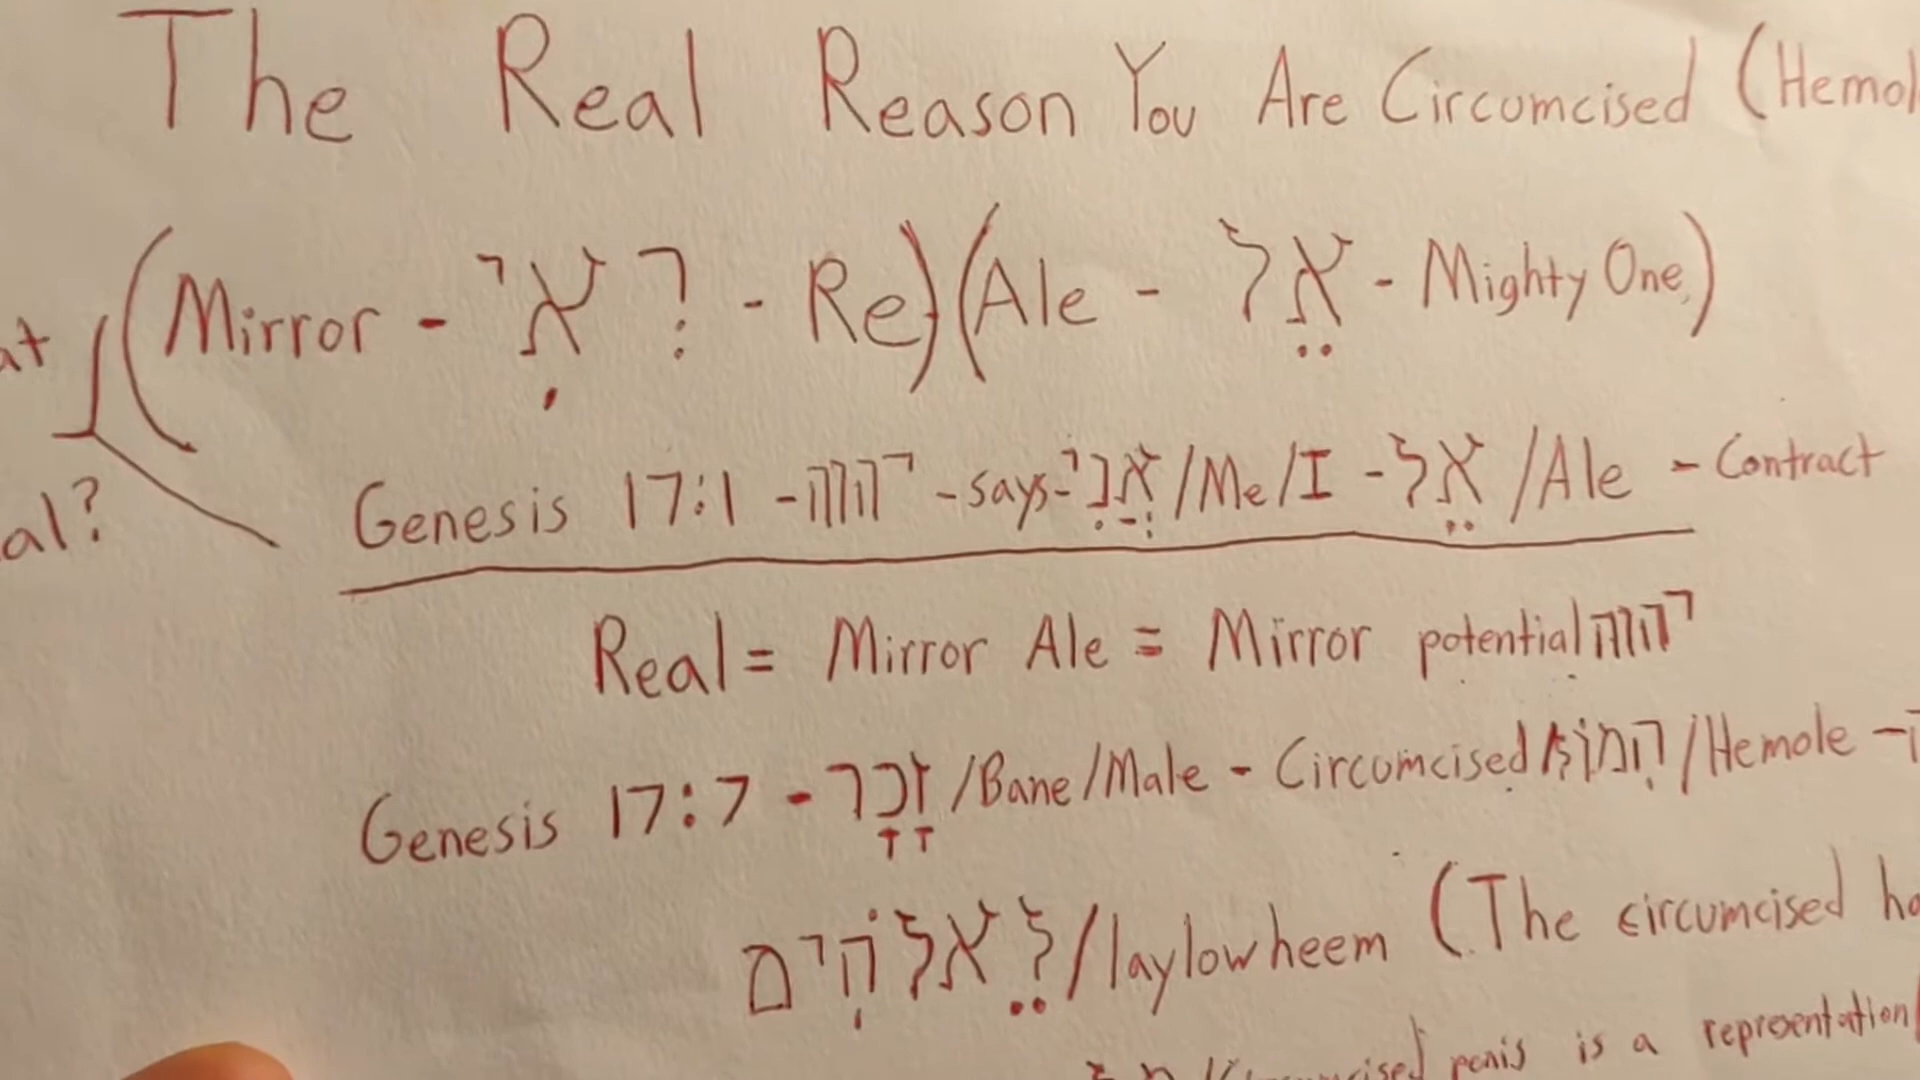 The Real Reason You Are Circumcised (Hemol
(Mirror - רְאִי - Re)(Ale - אֵל - Mighty One,)
at
Genesis 17:1 - יהוה - says - אֲנִי /Me/I - אֵל /Ale - Contract
al?
Real = Mirror Ale = Mirror potential יהוה
Genesis 17:7 - זָכָר /Bane/Male - Circumcised /Hemole -
לֵאלֹהִים /laylowheem (The circumcised ha
penis is a representation